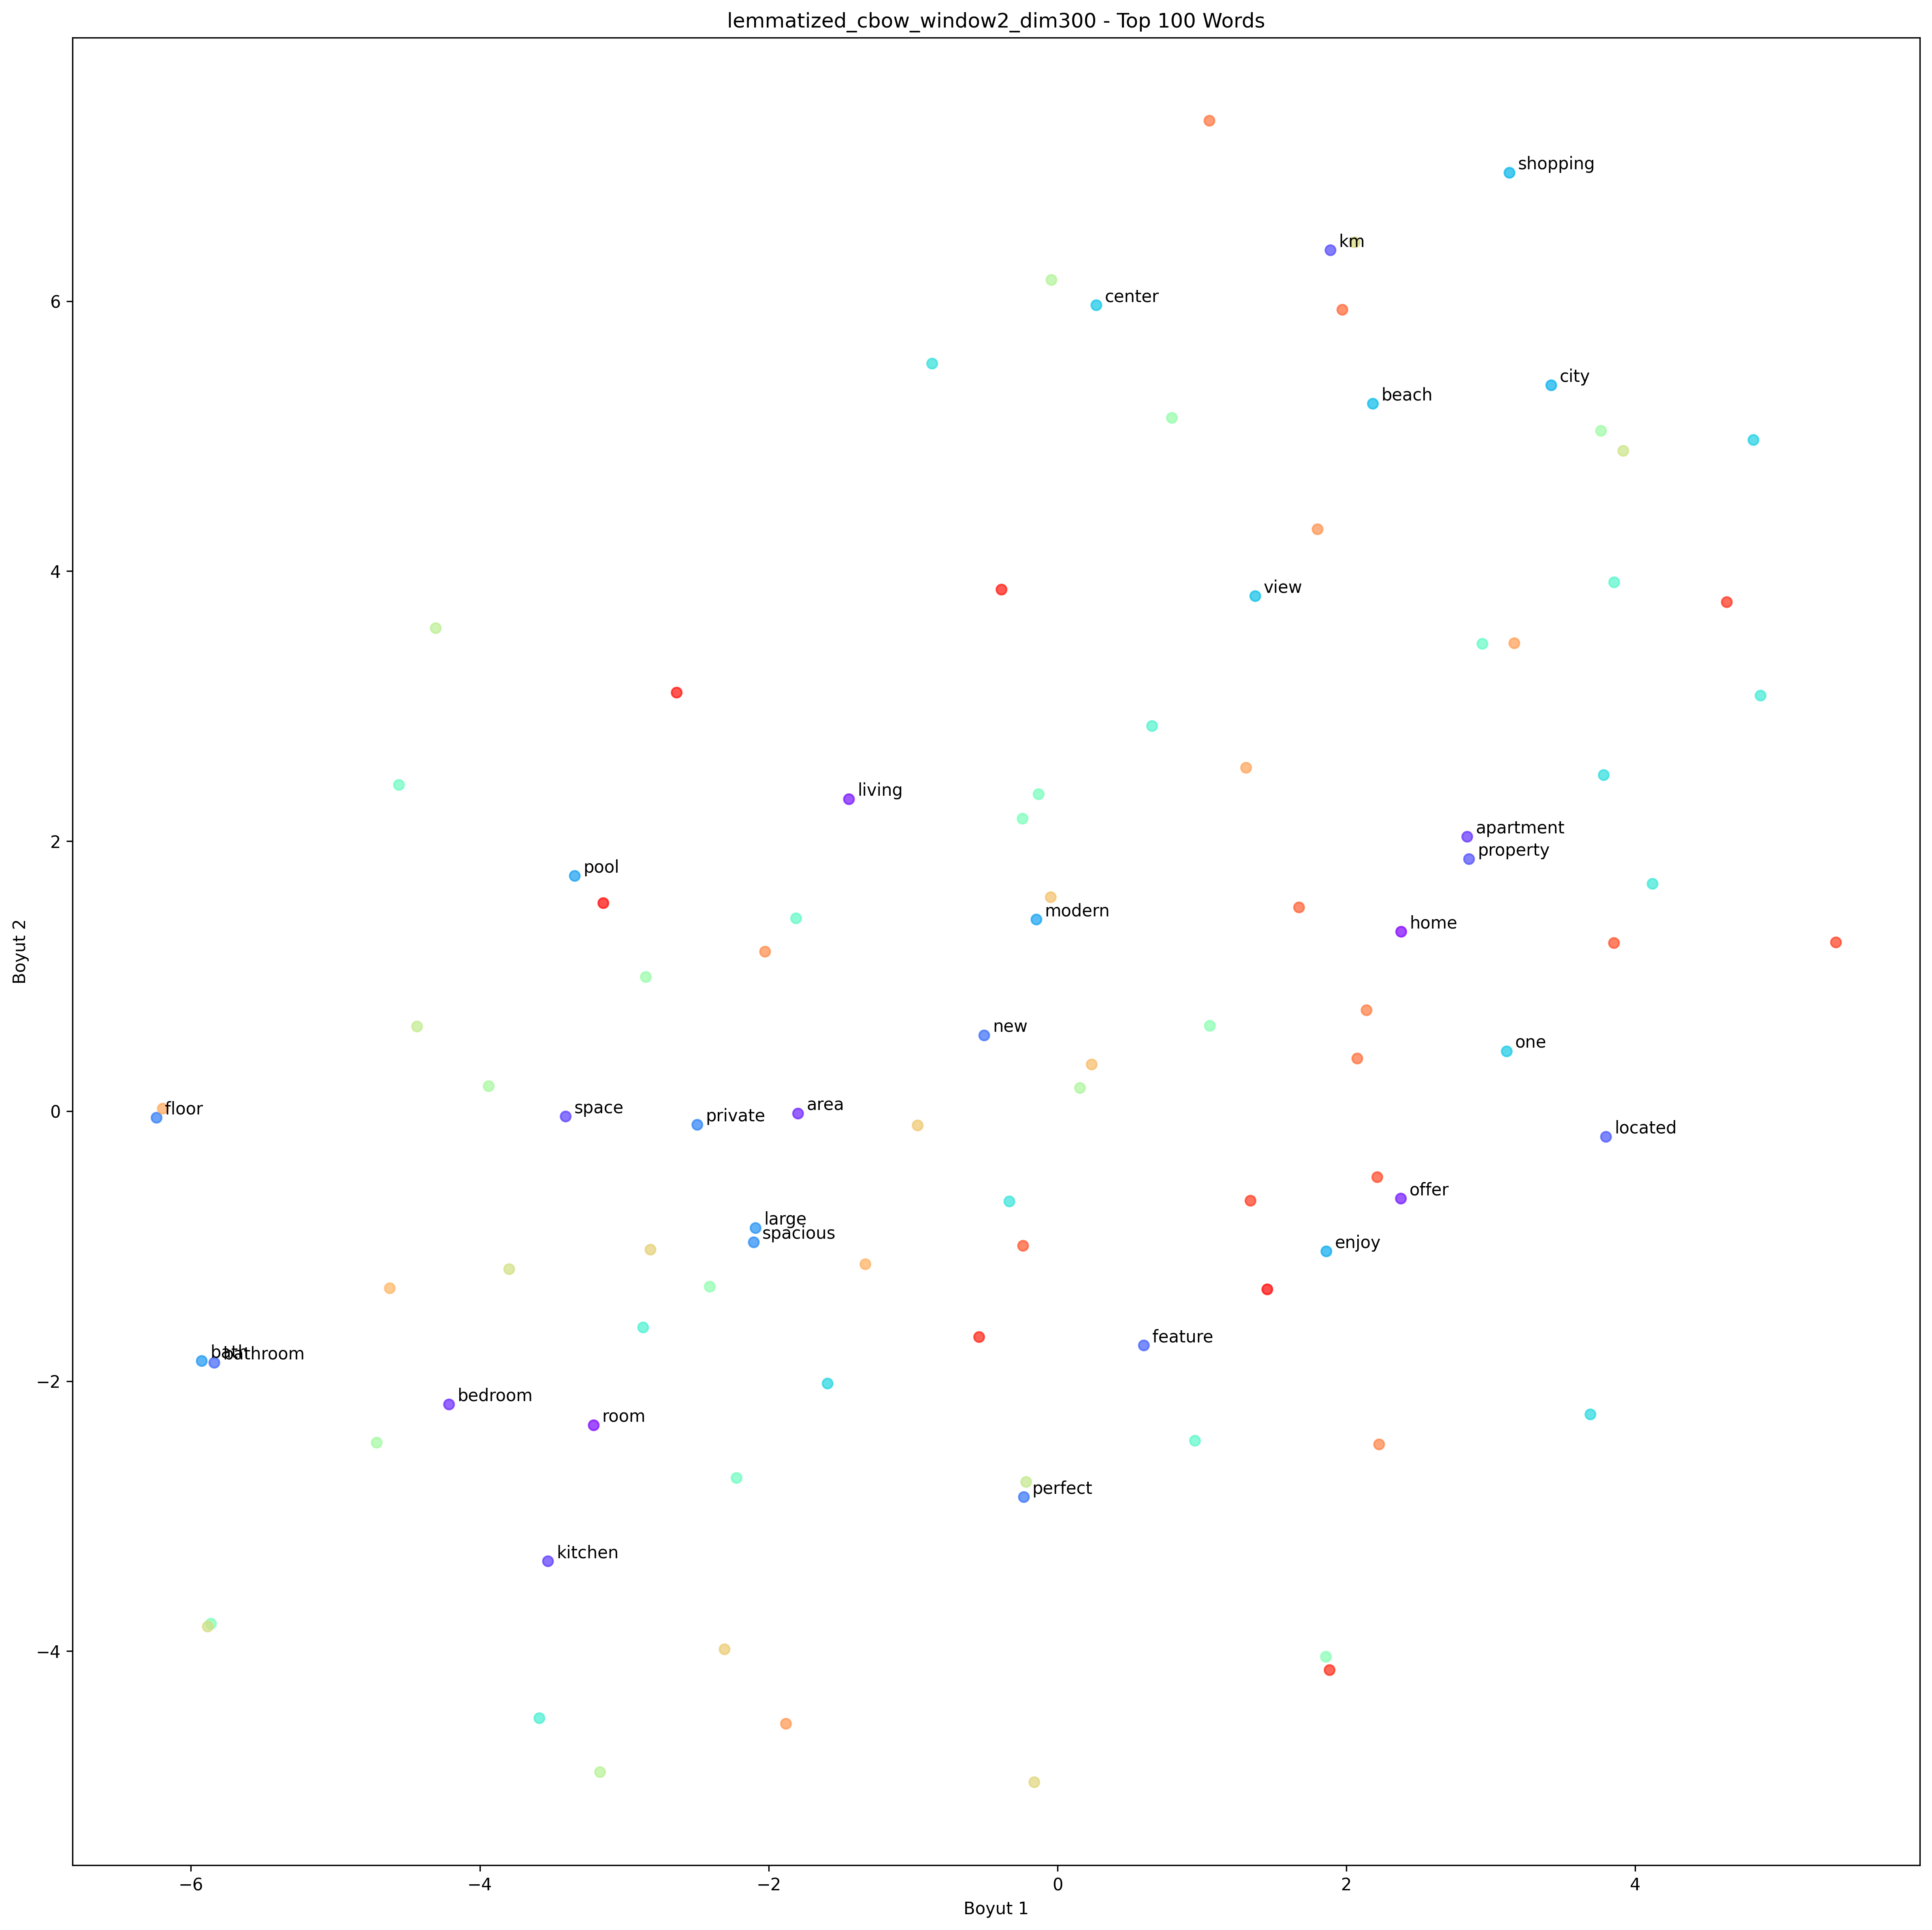 lemmatized_cbow_window2_dim300 - Top 100 Words
shopping
km
6
center
city
beach
4
view
living
2
apartment
property
pool
modern
home
Boyut 2
new
one
0
floor
space
private
area
located
offer
large
spacious
enjoy
feature
bath
bathroom
−2
bedroom
room
perfect
kitchen
−4
−6
−4
−2
0
2
4
Boyut 1